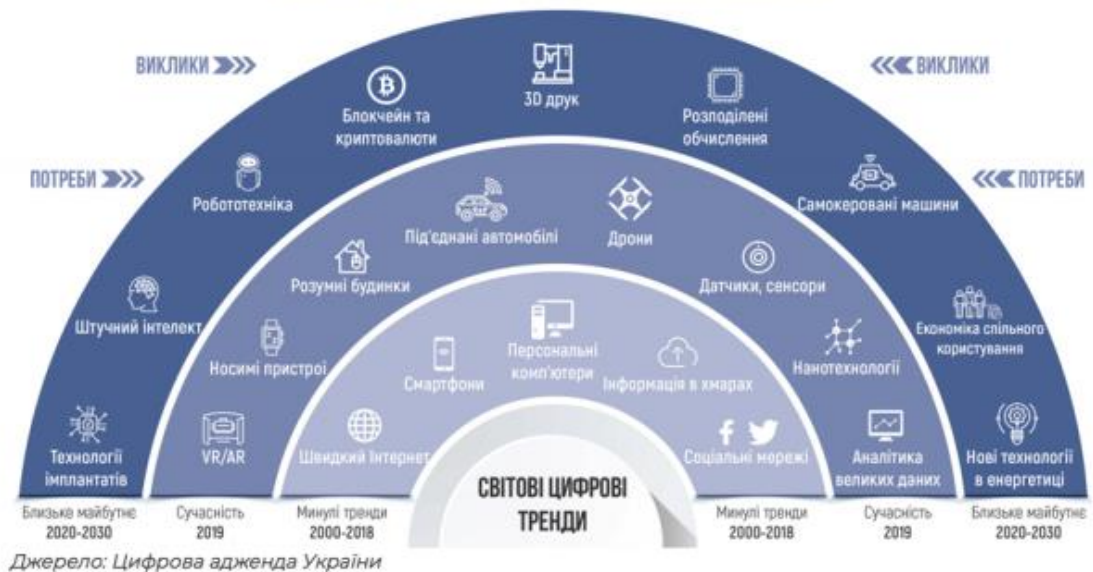 ВИКЛИКИ
ВИКЛИКИ
3D друк
Блокчейн та
криптовалюти
Розподілені
обчислення
ПОТРЕБИ
ПОТРЕБИ
Робототехніка
Самокеровані машини
Під'єднані автомобілі
Дрони
Розумні будинки
Датчики, сенсори
Штучний інтелект
Економіка спільного
користування
Носимі пристрої
Нанотехнології
Смартфони
Персональні
комп'ютери
Інформація в хмарах
Технології
імплантатів
VR/AR
Швидкий Інтернет
Соціальні мережі
Аналітика
великих даних
Нові технології
в енергетиці
СВІТОВІ ЦИФРОВІ
ТРЕНДИ
Близьке майбутнє
2020-2030
Сучасність
2019
Минулі тренди
2000-2018
Минулі тренди
2000-2018
Сучасність
2019
Близьке майбутнє
2020-2030
Джерело: Цифрова адженда України